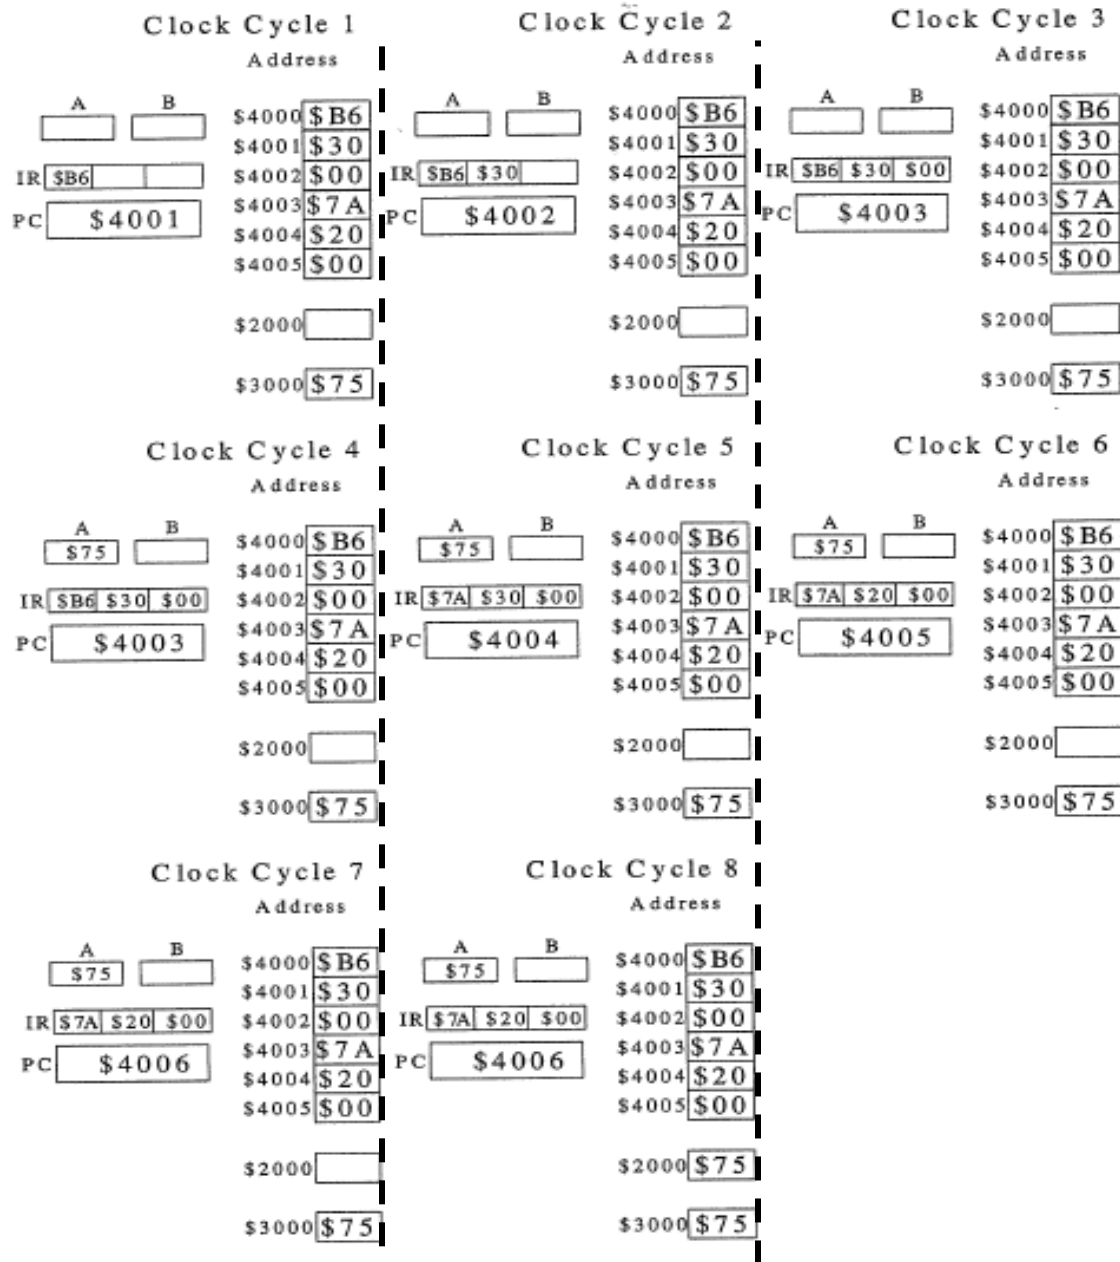 Clock Cycle 1
Address
A B
$4000 $B6
$4001 $30
IR $B6 $4002 $00
$4003 $7A
PC $4001
$4004 $20
$4005 $00
$2000
$3000 $75
Clock Cycle 2
Address
A B
$4000 $B6
$4001 $30
IR $B6 $30 $4002 $00
$4003 $7A
PC $4002
$4004 $20
$4005 $00
$2000
$3000 $75
Clock Cycle 3
Address
A B
$4000 $B6
$4001 $30
IR $B6 $30 $00 $4002 $00
$4003 $7A
PC $4003
$4004 $20
$4005 $00
$2000
$3000 $75
Clock Cycle 4
Address
A B
$75 $4000 $B6
$4001 $30
IR $B6 $30 $00 $4002 $00
$4003 $7A
PC $4003
$4004 $20
$4005 $00
$2000
$3000 $75
Clock Cycle 5
Address
A B
$75 $4000 $B6
$4001 $30
IR $7A $30 $00 $4002 $00
$4003 $7A
PC $4004
$4004 $20
$4005 $00
$2000
$3000 $75
Clock Cycle 6
Address
A B
$75 $4000 $B6
$4001 $30
IR $7A $20 $00 $4002 $00
$4003 $7A
PC $4005
$4004 $20
$4005 $00
$2000
$3000 $75
Clock Cycle 7
Address
A B
$75 $4000 $B6
$4001 $30
IR $7A $20 $00 $4002 $00
$4003 $7A
PC $4006
$4004 $20
$4005 $00
$2000
$3000 $75
Clock Cycle 8
Address
A B
$75 $4000 $B6
$4001 $30
IR $7A $20 $00 $4002 $00
$4003 $7A
PC $4006
$4004 $20
$4005 $00
$2000 $75
$3000 $75